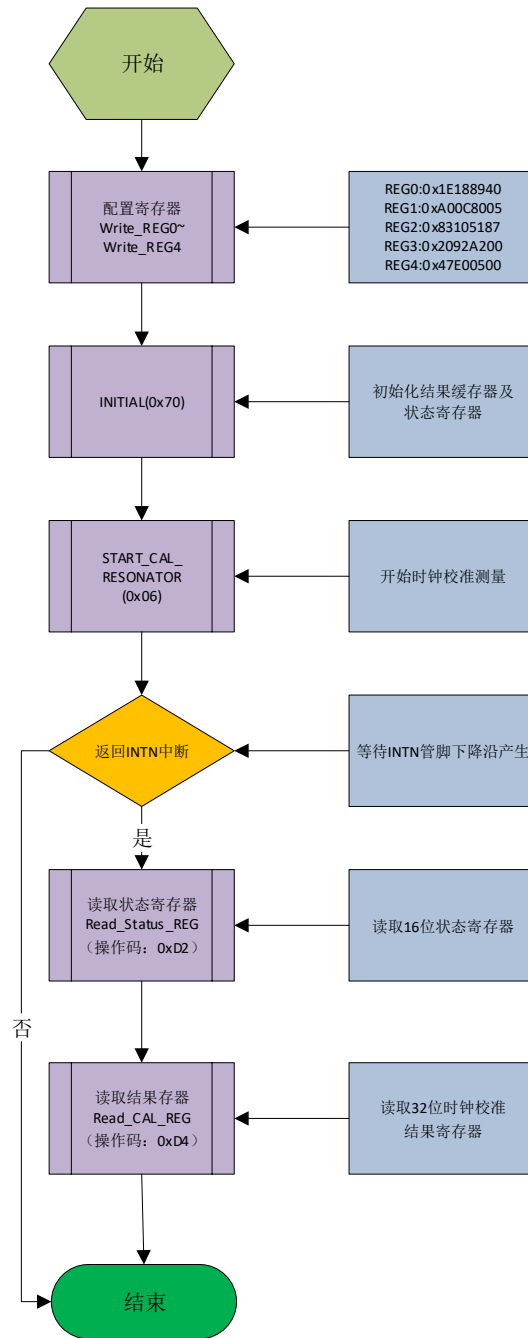 开始
配置寄存器
Write_REG0~
Write_REG4
REG0:0x1E188940
REG1:0xA00C8005
REG2:0x83105187
REG3:0x2092A200
REG4:0x47E00500
INITIAL(0x70)
初始化结果缓存器及
状态寄存器
START_CAL_
RESONATOR
(0x06)
开始时钟校准测量
返回INTN中断
等待INTN管脚下降沿产生
是
读取状态寄存器
Read_Status_REG
（操作码：0xD2）
读取16位状态寄存器
否
读取结果存器
Read_CAL_REG
（操作码：0xD4）
读取32位时钟校准
结果寄存器
结束